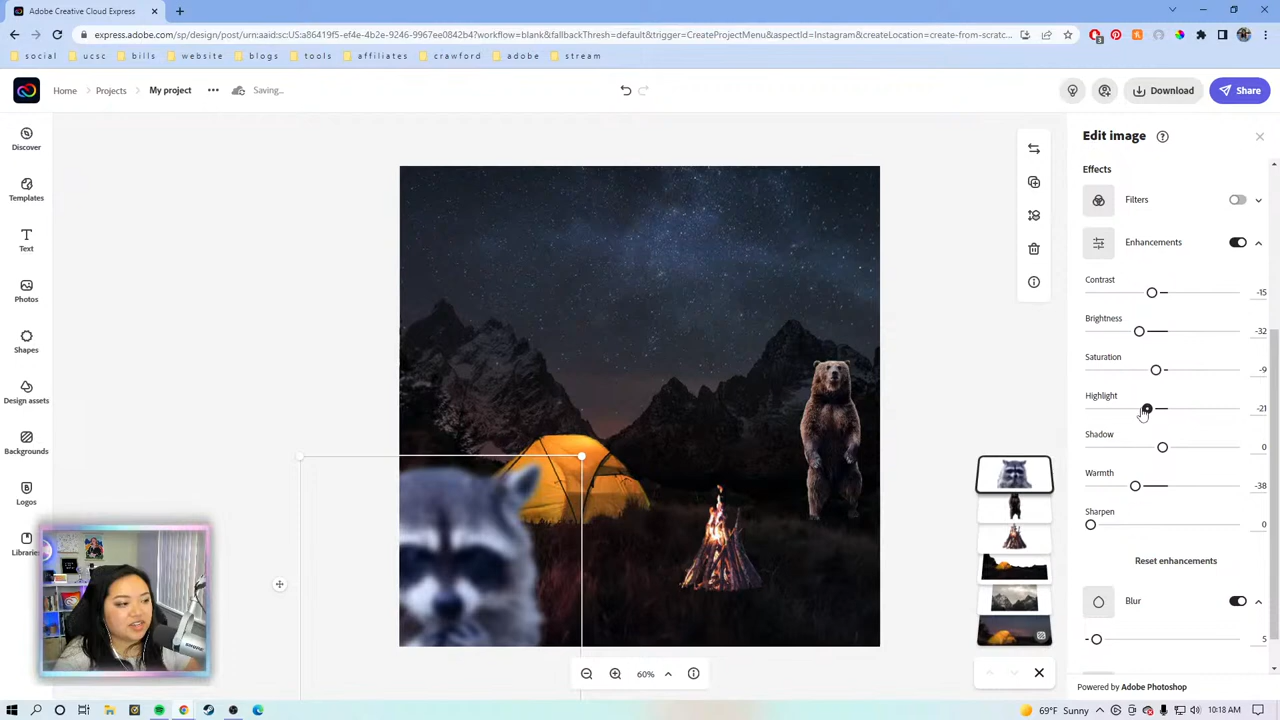 Adobe Creative Cloud Express
express.adobe.com/sp/design/post/urn:aaid:sc:US:a86419f5-ef4e-4b2e-9246-9967ee0842b4?workflow=blank&fallbackThresh=default&trigger=CreateProjectMenu&aspectId=Instagram&createLocation=create-from-scratc...
social
ucsc
bills
website
blogs
tools
affiliates
crawford
adobe
stream
Home
Projects
My project
Saving...
Download
Share
Discover
Templates
Text
Photos
Shapes
Design assets
Backgrounds
Logos
Libraries
Edit image
Effects
Filters
Enhancements
Contrast
-15
Brightness
-32
Saturation
-9
Highlight
-21
Shadow
0
Warmth
-38
Sharpen
0
Reset enhancements
Blur
5
Powered by Adobe Photoshop
60%
69°F Sunny
10:18 AM